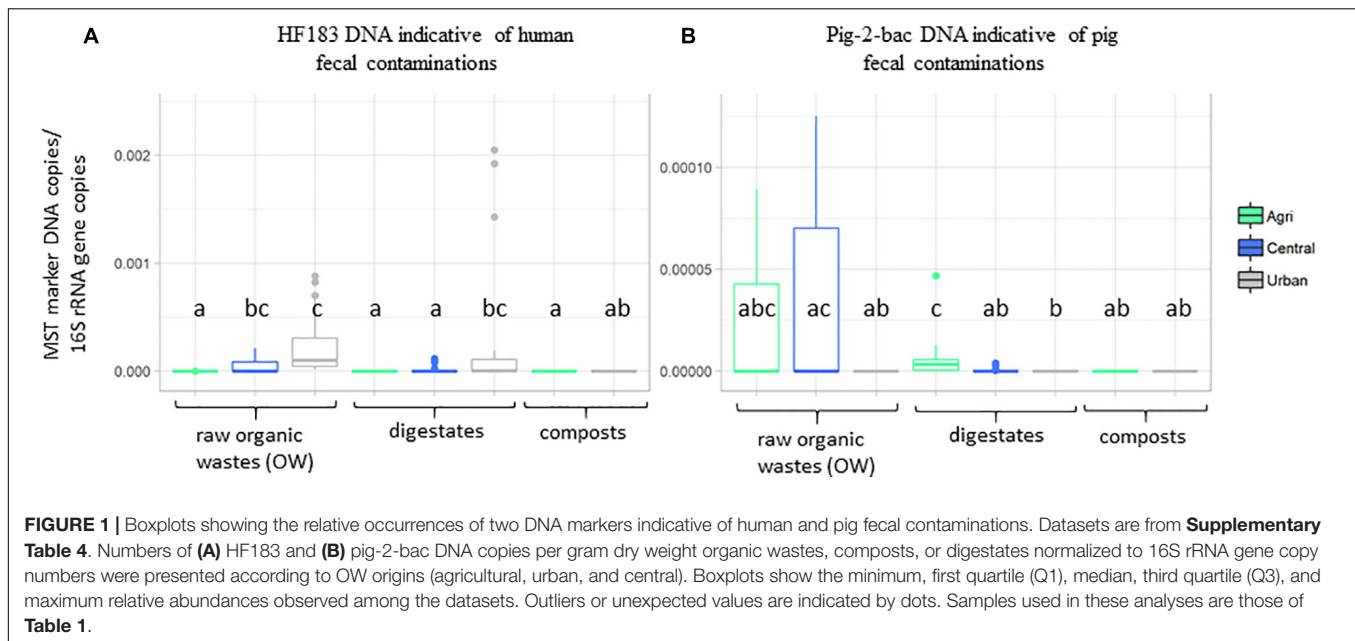 A
HF183 DNA indicative of human
fecal contaminations
B
Pig-2-bac DNA indicative of pig
fecal contaminations
MST marker DNA copies/
16S rRNA gene copies
0.002
0.001
0.000
a bc c a a bc a ab
raw organic
wastes (OW)
digestates
composts
0.00010
0.00005
0.00000
abc ac ab c ab b ab ab
raw organic
wastes (OW)
digestates
composts
Agri
Central
Urban
FIGURE 1 | Boxplots showing the relative occurrences of two DNA markers indicative of human and pig fecal contaminations. Datasets are from Supplementary
Table 4. Numbers of (A) HF183 and (B) pig-2-bac DNA copies per gram dry weight organic wastes, composts, or digestates normalized to 16S rRNA gene copy
numbers were presented according to OW origins (agricultural, urban, and central). Boxplots show the minimum, first quartile (Q1), median, third quartile (Q3), and
maximum relative abundances observed among the datasets. Outliers or unexpected values are indicated by dots. Samples used in these analyses are those of
Table 1.